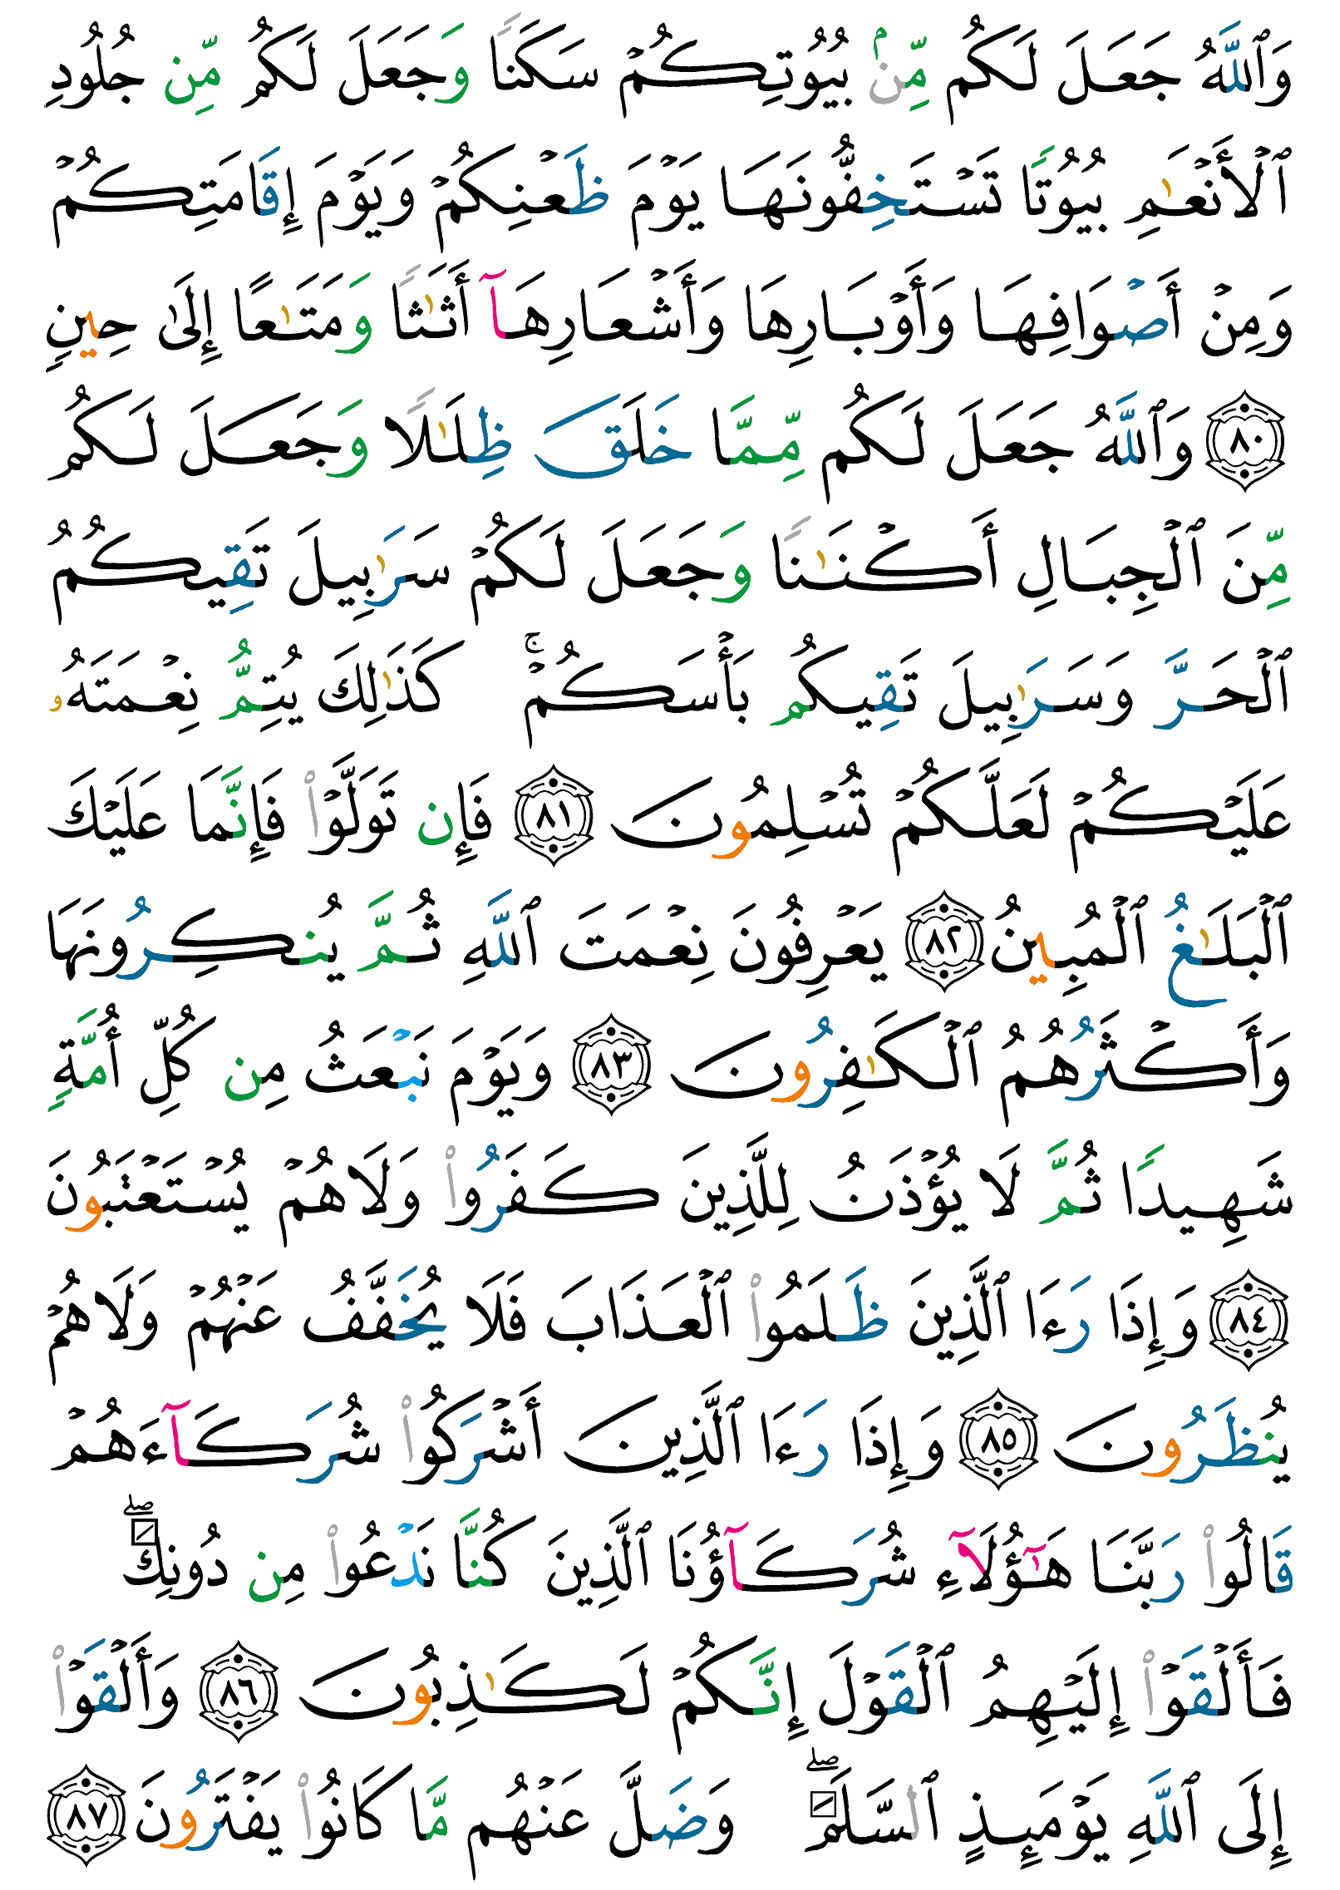 وَٱللَّهُ جَعَلَ لَكُم مِّنۢ بُيُوتِكُمۡ سَكَنًا وَجَعَلَ لَكُم مِّن جُلُودِ
ٱلۡأَنۡعَٰمِ بُيُوتًا تَسۡتَخِفُّونَهَا يَوۡمَ ظَعۡنِكُمۡ وَيَوۡمَ إِقَامَتِكُمۡ
وَمِنۡ أَصۡوَافِهَا وَأَوۡبَارِهَا وَأَشۡعَارِهَآ أَثَٰثًا وَمَتَٰعًا إِلَىٰ حِينٍ
٨٠ وَٱللَّهُ جَعَلَ لَكُم مِّمَّا خَلَقَ ظِلَٰلًا وَجَعَلَ لَكُم
مِّنَ ٱلۡجِبَالِ أَكۡنَٰنًا وَجَعَلَ لَكُمۡ سَرَٰبِيلَ تَقِيكُمُ
ٱلۡحَرَّ وَسَرَٰبِيلَ تَقِيكُم بَأۡسَكُمۡۚ كَذَٰلِكَ يُتِمُّ نِعۡمَتَهُۥ
عَلَيۡكُمۡ لَعَلَّكُمۡ تُسۡلِمُونَ ٨١ فَإِن تَوَلَّوۡاْ فَإِنَّمَا عَلَيۡكَ
ٱلۡبَلَٰغُ ٱلۡمُبِينُ ٨٢ يَعۡرِفُونَ نِعۡمَتَ ٱللَّهِ ثُمَّ يُنكِرُونَهَا
وَأَكۡثَرُهُمُ ٱلۡكَٰفِرُونَ ٨٣ وَيَوۡمَ نَبۡعَثُ مِن كُلِّ أُمَّةٍ
شَهِيدًا ثُمَّ لَا يُؤۡذَنُ لِلَّذِينَ كَفَرُواْ وَلَا هُمۡ يُسۡتَعۡتَبُونَ
٨٤ وَإِذَا رَءَا ٱلَّذِينَ ظَلَمُواْ ٱلۡعَذَابَ فَلَا يُخَفَّفُ عَنۡهُمۡ وَلَا هُمۡ
يُنظَرُونَ ٨٥ وَإِذَا رَءَا ٱلَّذِينَ أَشۡرَكُواْ شُرَكَآءَهُمۡ
قَالُواْ رَبَّنَا هَٰٓؤُلَآءِ شُرَكَآؤُنَا ٱلَّذِينَ كُنَّا نَدۡعُواْ مِن دُونِكَۖ
فَأَلۡقَوۡاْ إِلَيۡهِمُ ٱلۡقَوۡلَ إِنَّكُمۡ لَكَٰذِبُونَ ٨٦ وَأَلۡقَوۡاْ
إِلَى ٱللَّهِ يَوۡمَئِذٍ ٱلسَّلَمَۖ وَضَلَّ عَنۡهُم مَّا كَانُواْ يَفۡتَرُونَ ٨٧